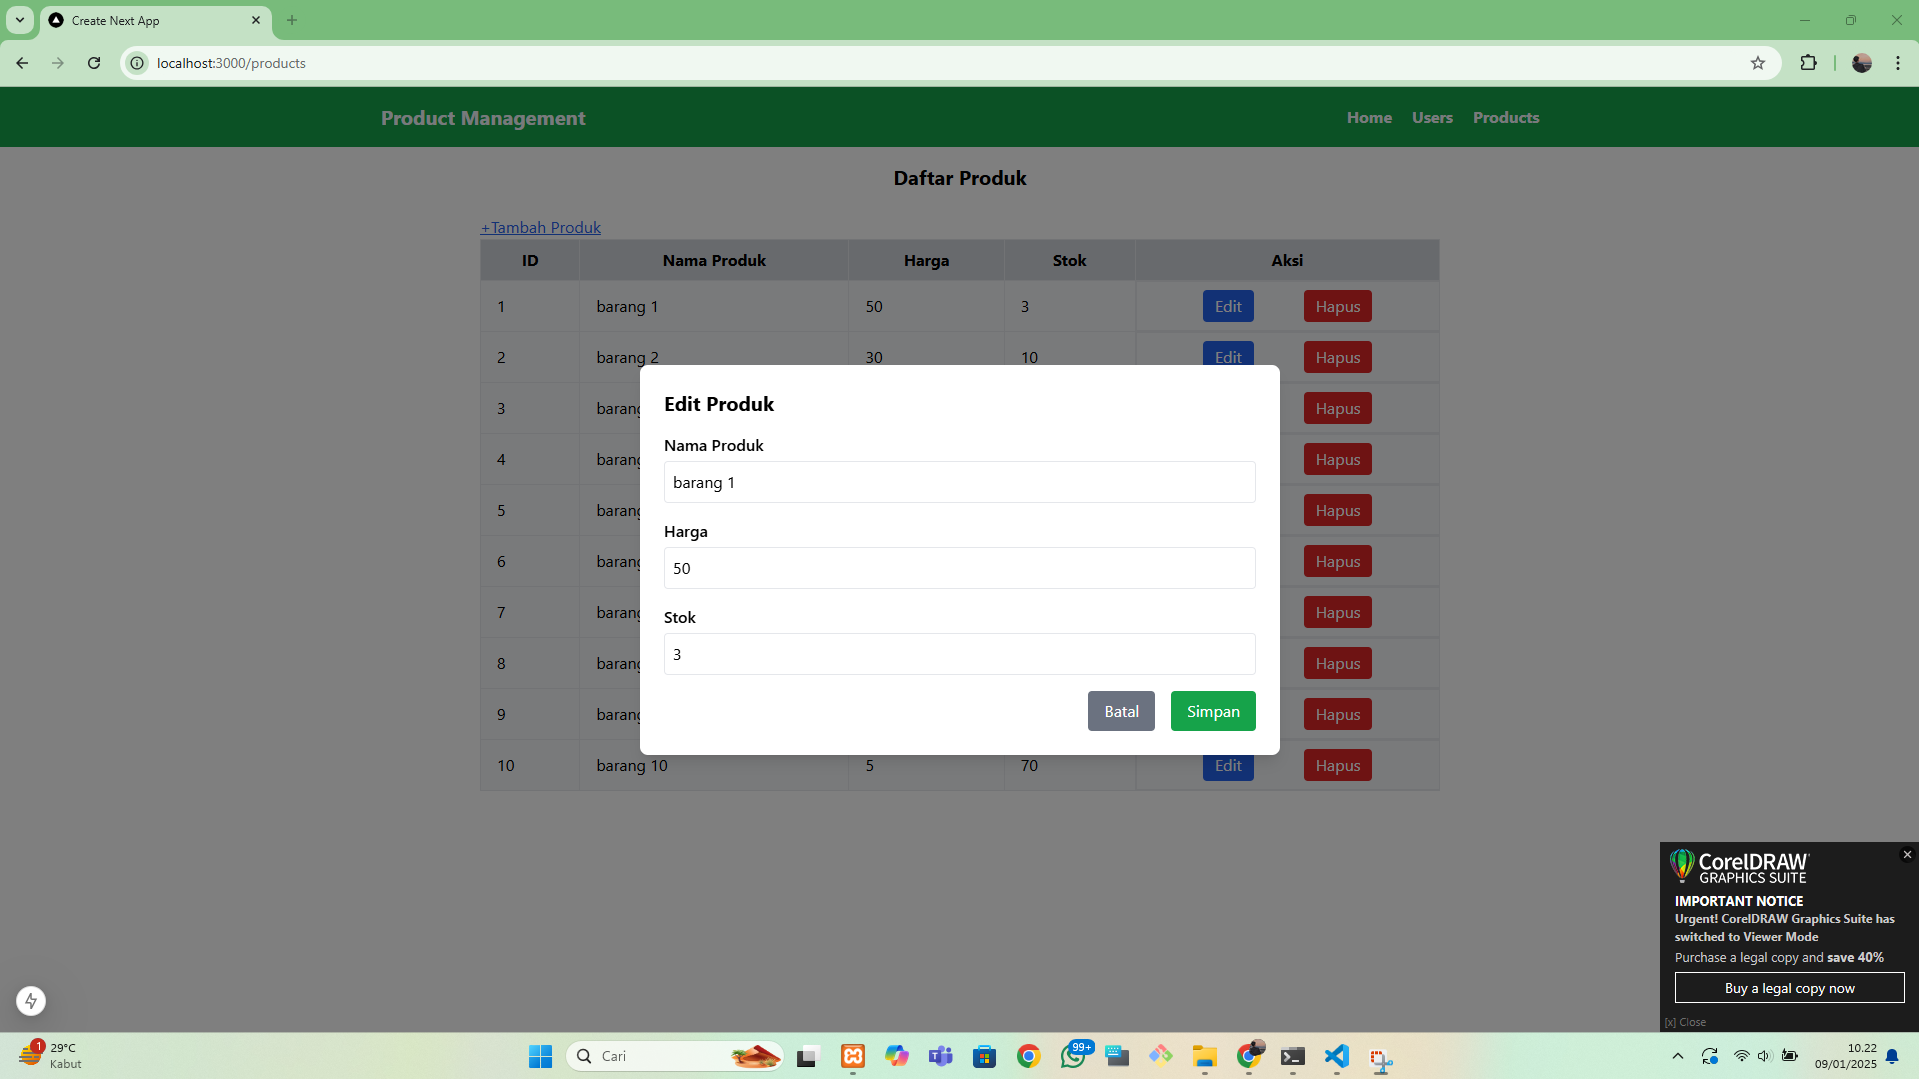 Create Next App
localhost:3000/products
Product Management
Home Users Products
Daftar Produk
+Tambah Produk
ID Nama Produk Harga Stok Aksi
1 barang 1 50 3 Edit Hapus
2 barang 2 30 10 Edit Hapus
3 barang Hapus
4 barang Hapus
5 barang Hapus
6 barang Hapus
7 barang Hapus
8 barang Hapus
9 barang Hapus
10 barang 10 5 70 Edit Hapus
Edit Produk
Nama Produk
barang 1
Harga
50
Stok
3
Batal Simpan
CorelDRAW
GRAPHICS SUITE
IMPORTANT NOTICE
Urgent! CorelDRAW Graphics Suite has
switched to Viewer Mode
Purchase a legal copy and save 40%
Buy a legal copy now
[x] Close
1
29°C
Kabut
Cari
99+
10.22
09/01/2025